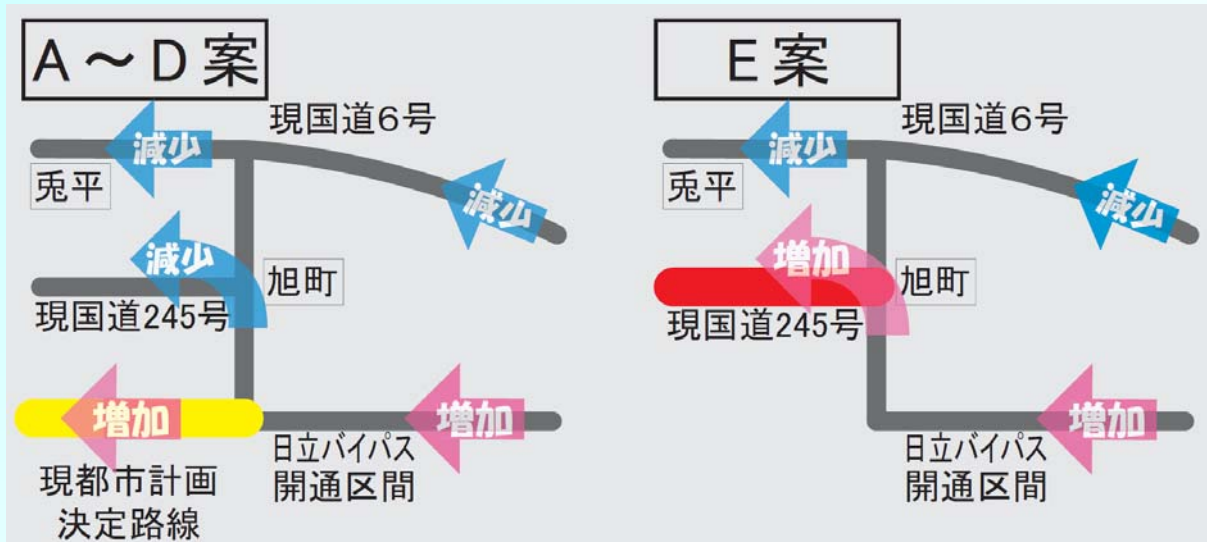 A～D案
現国道6号
減少
兎平
減少
減少
旭町
現国道245号
増加
増加
日立バイパス
開通区間
現都市計画
決定路線
E案
現国道6号
減少
兎平
減少
増加
旭町
現国道245号
増加
日立バイパス
開通区間